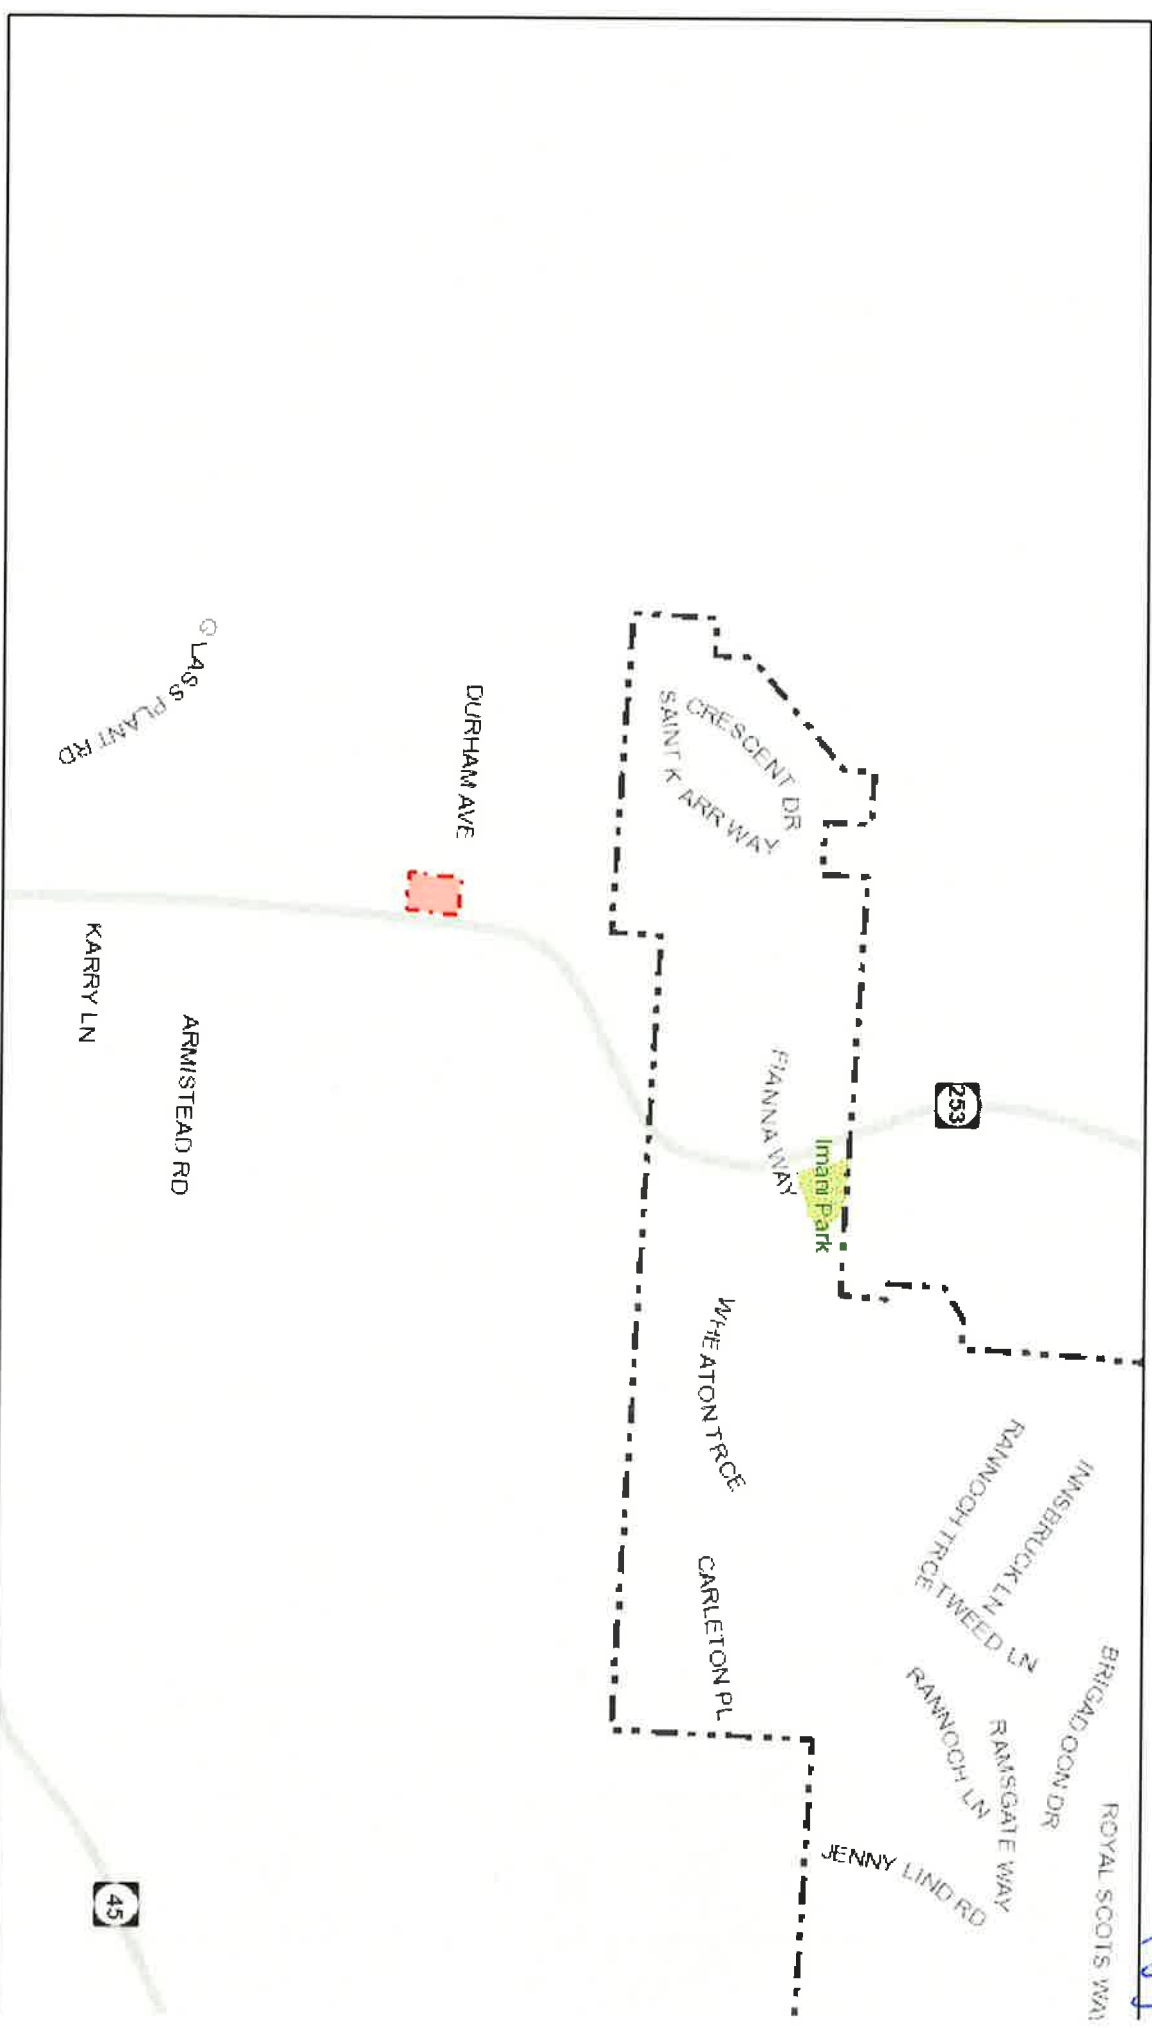 ROYAL SCOTS WAY
BRIGADOON DR
INNSBRUCK LN
RANNOCH TRCE
TWEED LN
RAMSGATE WAY
RANNOCH LN
JENNY LIND RD
253
Imani Park
FIANNA WAY
CRESCENT DR
SAINT KARR WAY
WHEATON TRCE
CARLETON PL
DURHAM AVE
GLASS PLANT RD
ARMISTEAD RD
KARRY LN
45